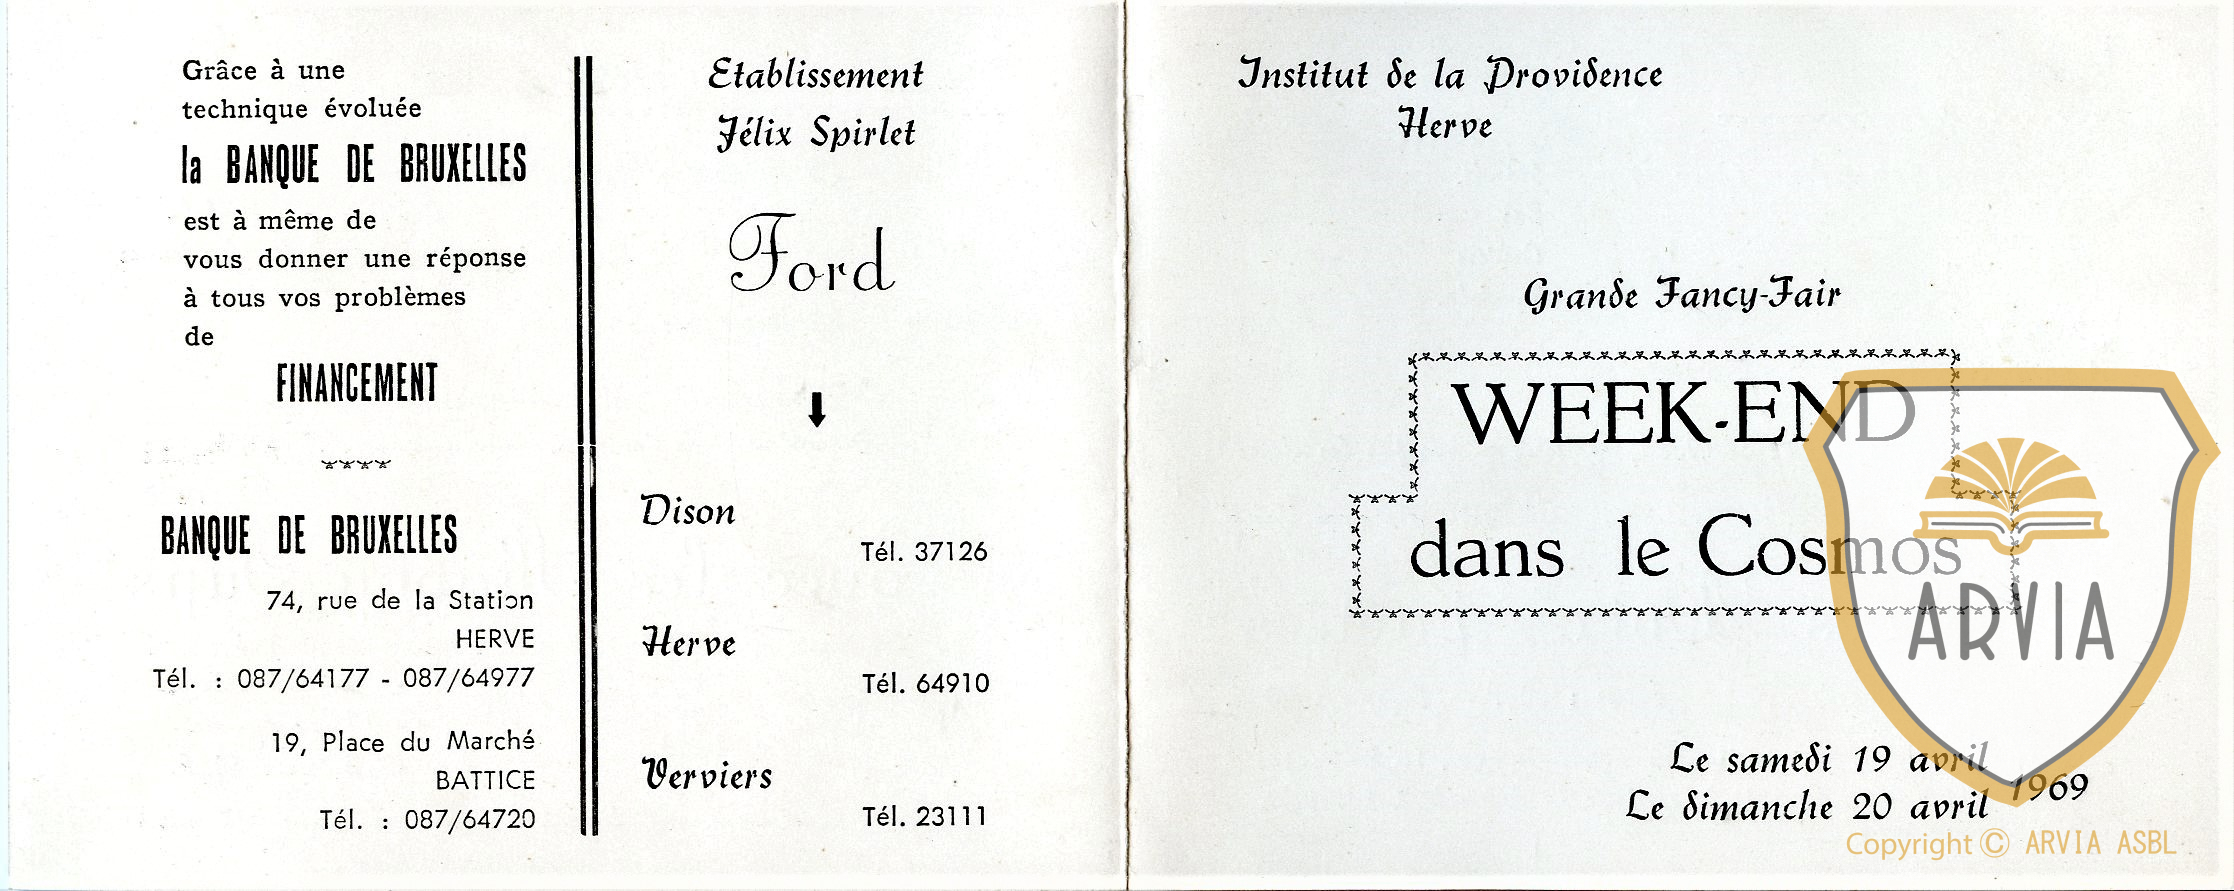 Grâce à une
technique évoluée
la BANQUE DE BRUXELLES
est à même de
vous donner une réponse
à tous vos problèmes
de
FINANCEMENT
BANQUE DE BRUXELLES
74, rue de la Station
HERVE
Tél. : 087/64177 - 087/64977
19, Place du Marché
BATTICE
Tél. : 087/64720
Etablissement
Félix Spirlet
Ford
Dison
Tél. 37126
Herve
Tél. 64910
Verviers
Tél. 23111
Institut de la Providence
Herve
Grande Fancy-Fair
WEEK-END
dans le Cosmos
Le samedi 19 avril
Le dimanche 20 avril 1969
ARVIA
Copyright © ARVIA ASBL